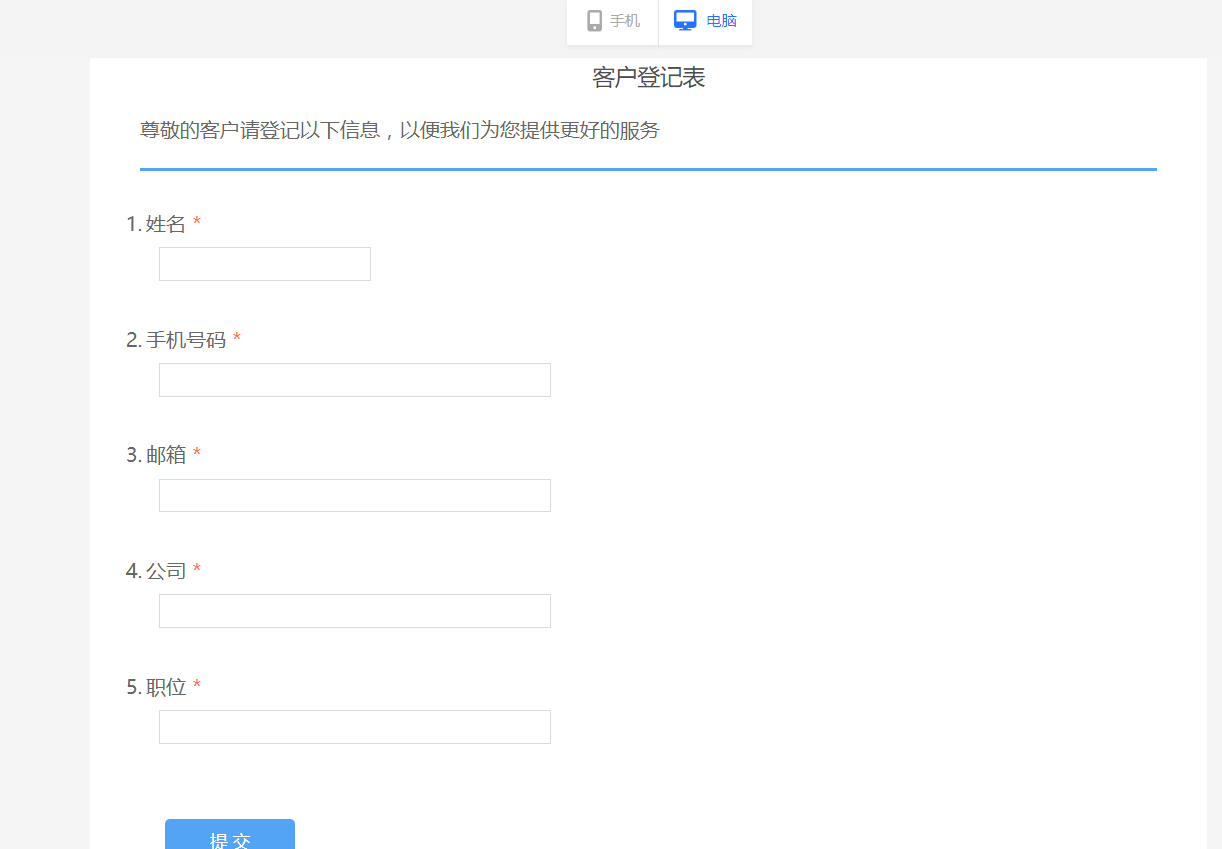 手机 电脑
客户登记表
尊敬的客户请登记以下信息，以便我们为您提供更好的服务
1. 姓名 *
2. 手机号码 *
3. 邮箱 *
4. 公司 *
5. 职位 *
提交